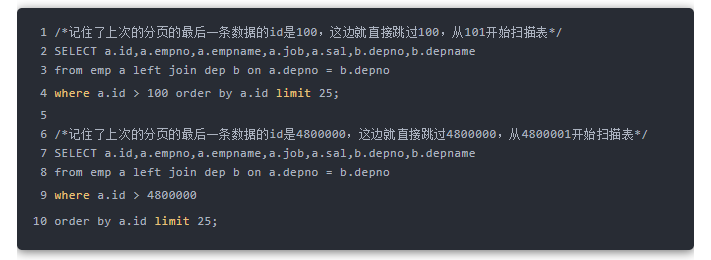 1 /*记住了上次的分页的最后一条数据的id是100，这边就直接跳过100，从101开始扫描表*/
2 SELECT a.id,a.empno,a.empname,a.job,a.sal,b.depno,b.depname
3 from emp a left join dep b on a.depno = b.depno
4 where a.id > 100 order by a.id limit 25;
5
6 /*记住了上次的分页的最后一条数据的id是4800000，这边就直接跳过4800000，从4800001开始扫描表*/
7 SELECT a.id,a.empno,a.empname,a.job,a.sal,b.depno,b.depname
8 from emp a left join dep b on a.depno = b.depno
9 where a.id > 4800000
10 order by a.id limit 25;